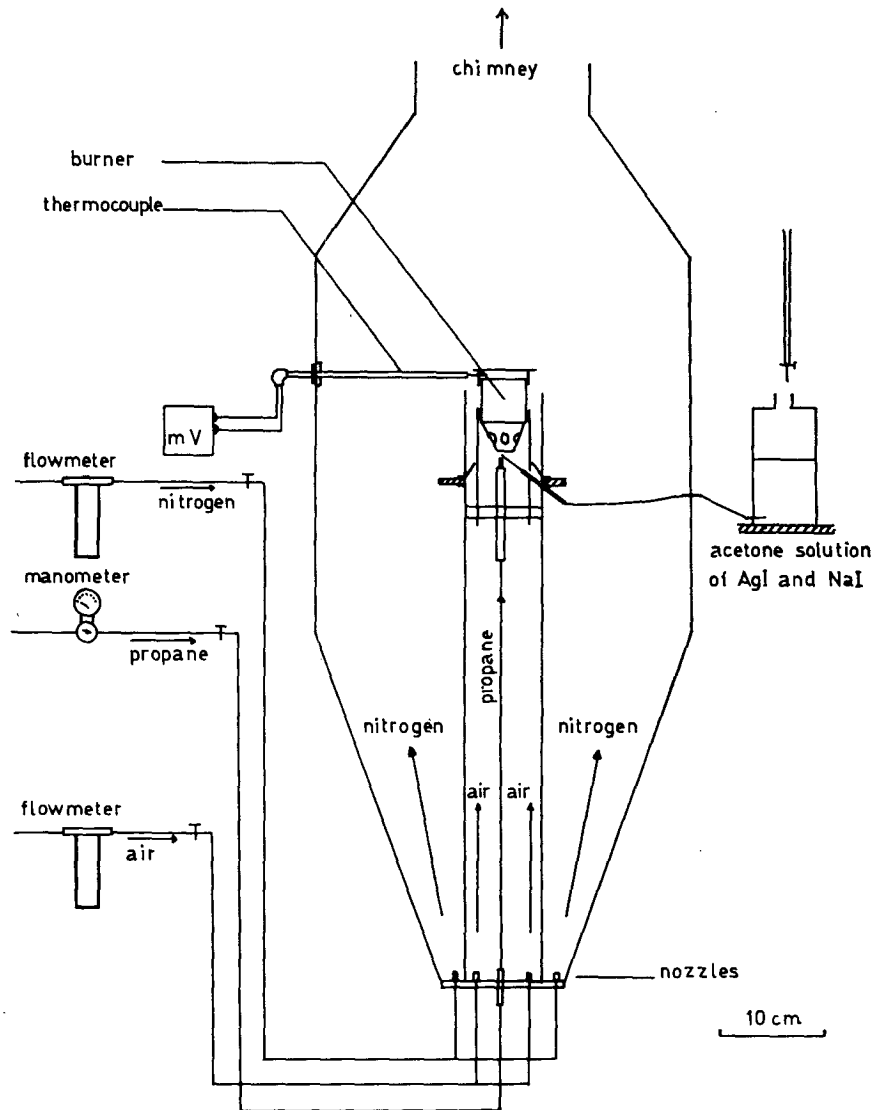 chimney
burner
thermocouple
mV
flowmeter
nitrogen
manometer
propane
acetone solution
of AgI and NaI
propane
nitrogen
nitrogen
air
air
flowmeter
air
nozzles
10 cm